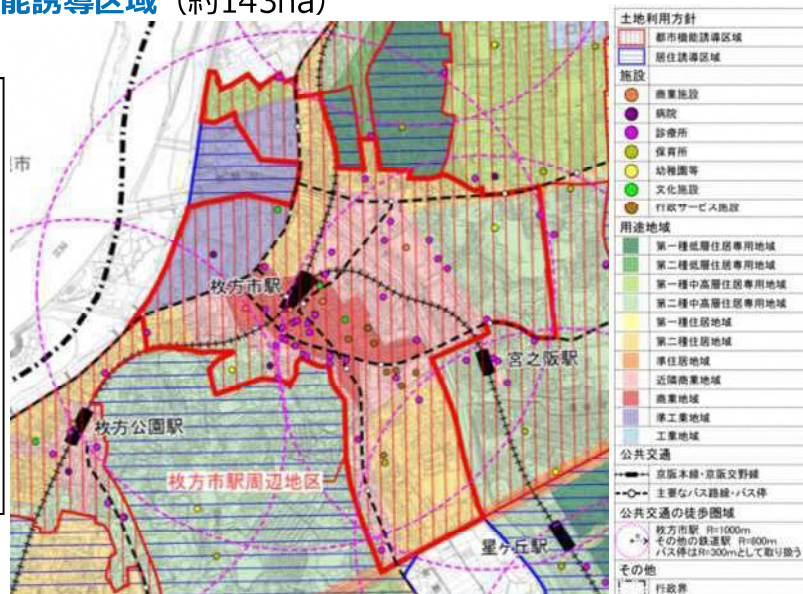 能誘導区域（約143ha）
市
枚方市駅
宮之阪駅
枚方公園駅
枚方市駅周辺地区
星ヶ丘駅
土地利用方針
都市機能誘導区域
居住誘導区域
施設
商業施設
病院
診療所
保育所
幼稚園等
文化施設
行政サービス施設
用途地域
第一種低層住居専用地域
第二種低層住居専用地域
第一種中高層住居専用地域
第二種中高層住居専用地域
第一種住居地域
第二種住居地域
準住居地域
近隣商業地域
商業地域
準工業地域
工業地域
公共交通
京阪本線・京阪交野線
主要なバス路線・バス停
公共交通の徒歩圏域
枚方市駅 R=1000m
その他の鉄道駅 R=800m
バス停はR=300mとして取り扱う
その他
行政界